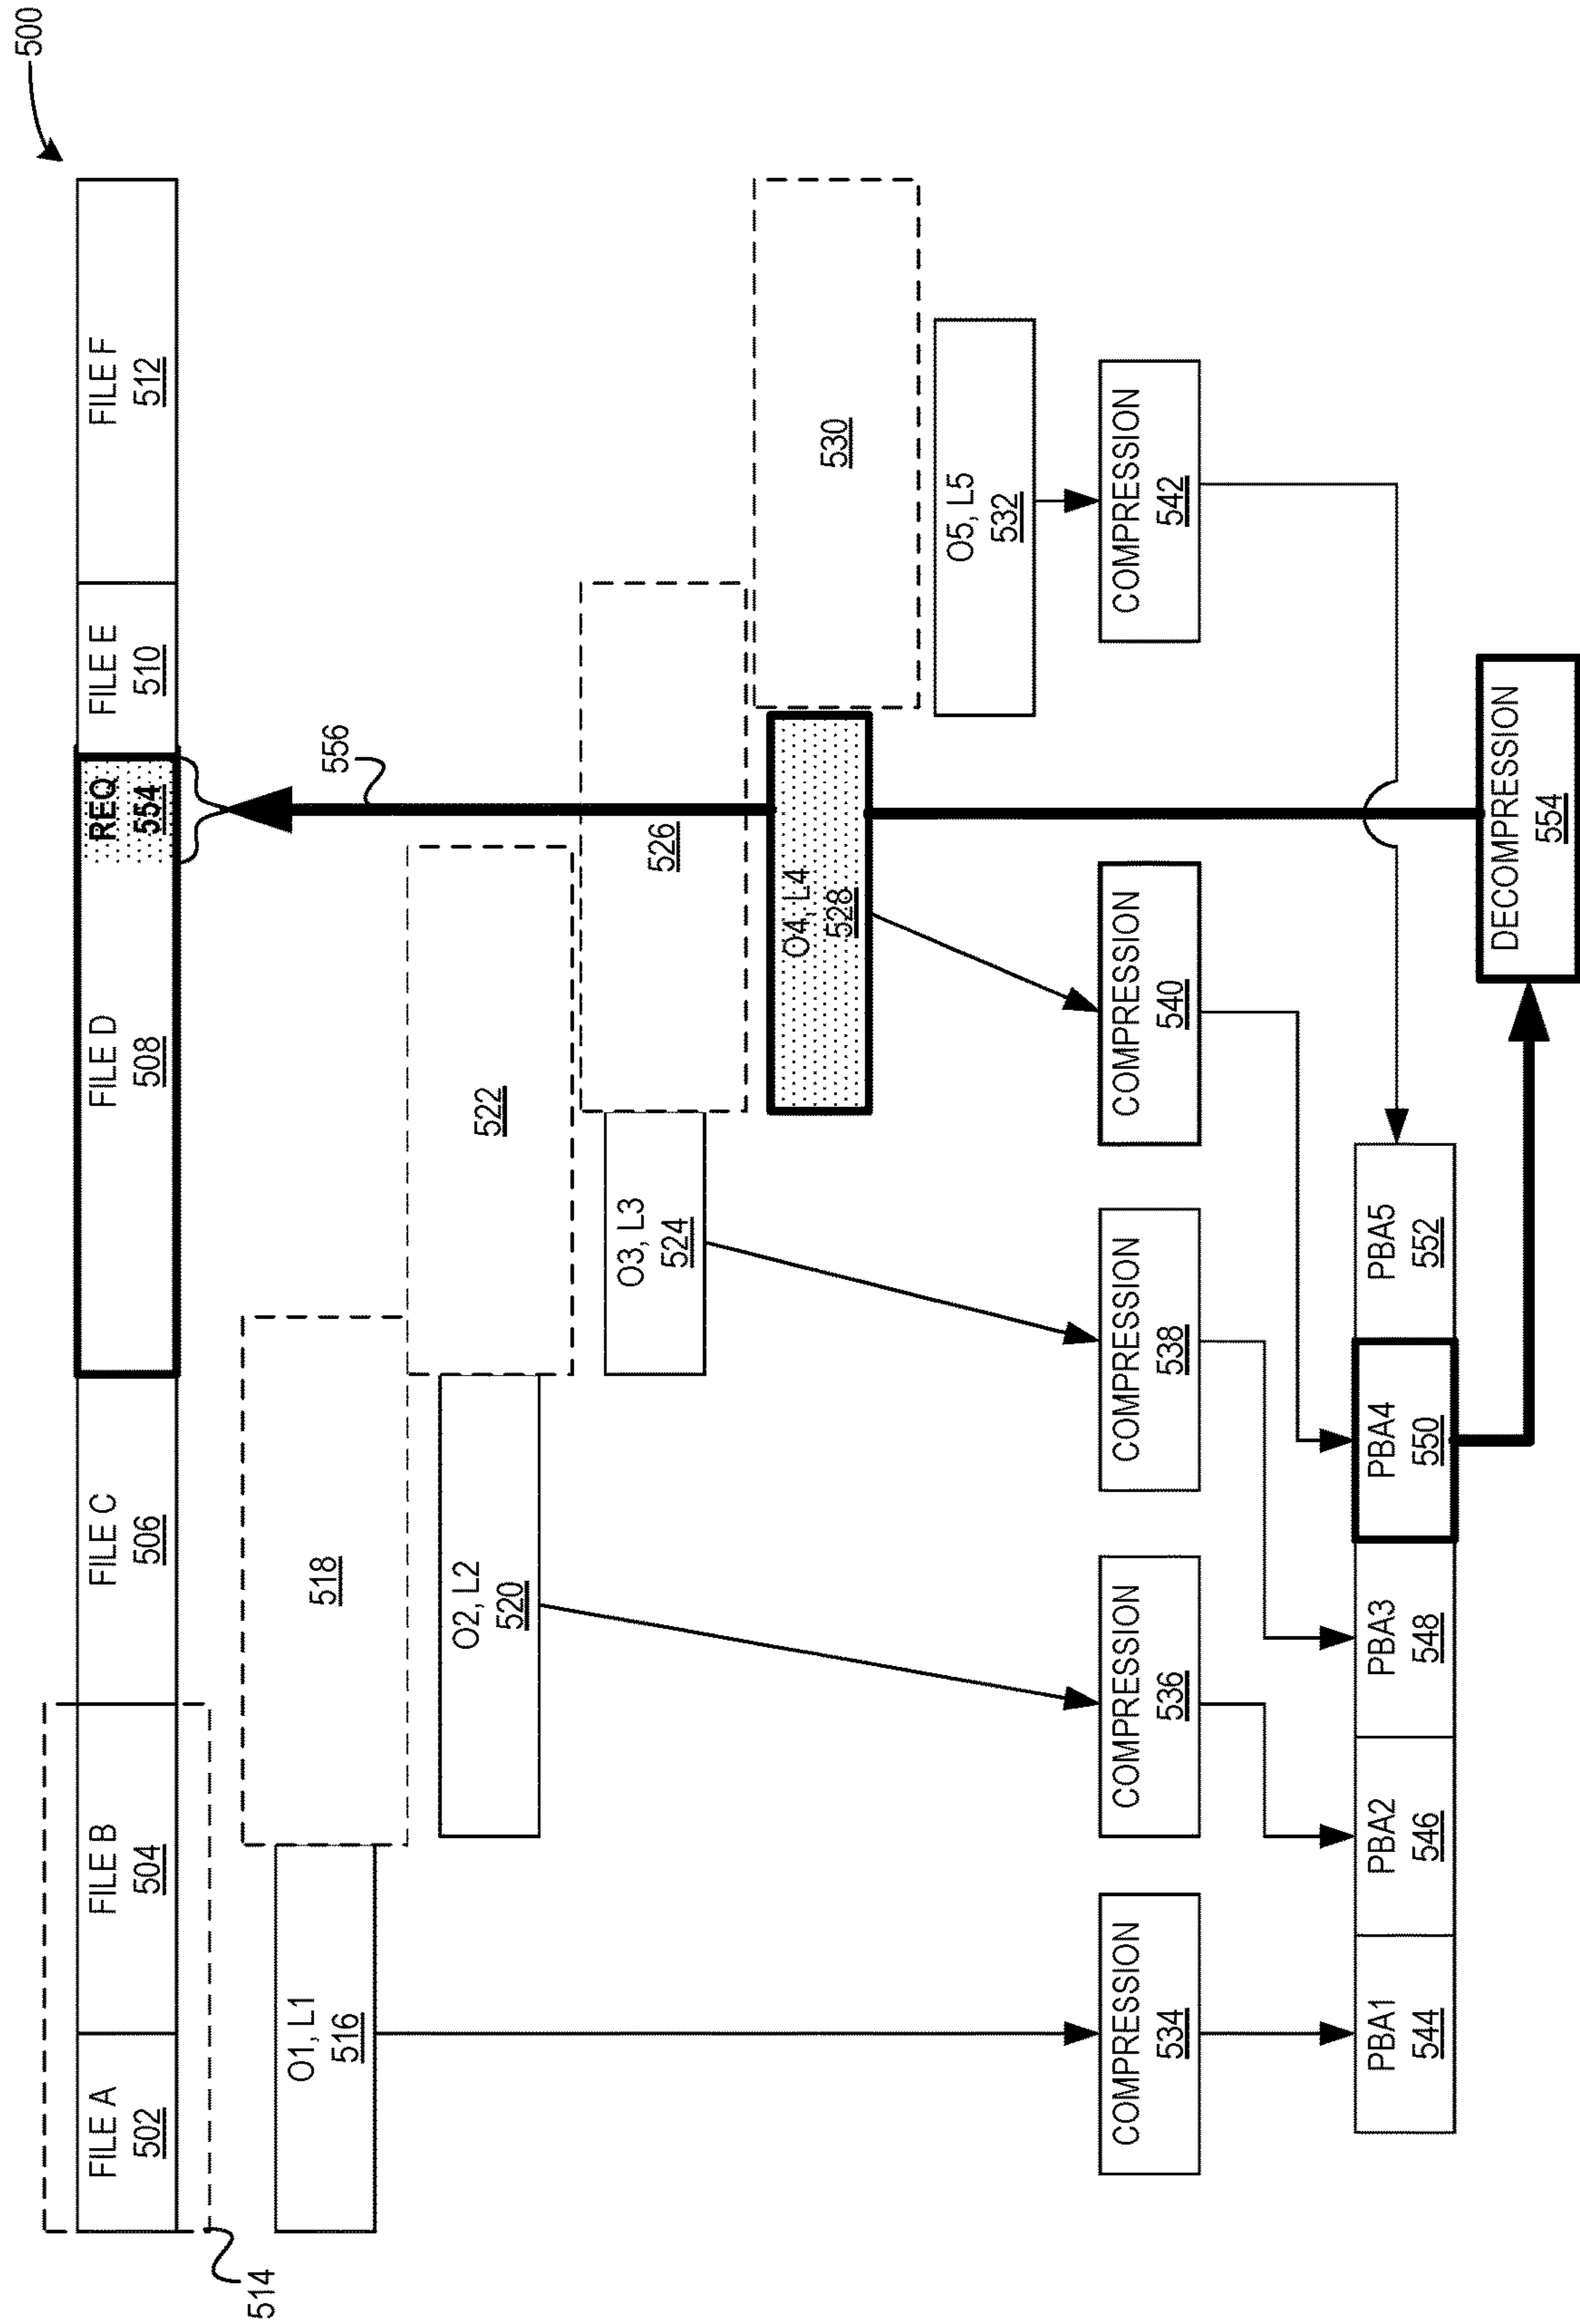 500
FILE A
502
FILE B
504
FILE C
506
FILE D
508
REQ
554
FILE E
510
FILE F
512
514
O1, L1
516
518
O2, L2
520
522
O3, L3
524
526
556
O4, L4
528
530
O5, L5
532
COMPRESSION
534
COMPRESSION
536
COMPRESSION
538
COMPRESSION
540
COMPRESSION
542
PBA1
544
PBA2
546
PBA3
548
PBA4
550
PBA5
552
DECOMPRESSION
554